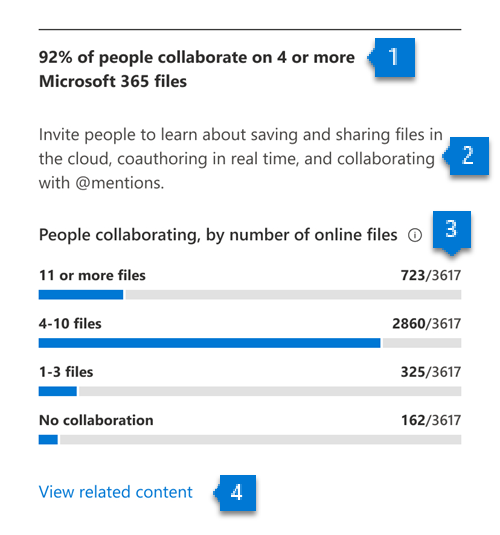 92% of people collaborate on 4 or more 1
Microsoft 365 files
Invite people to learn about saving and sharing files in
the cloud, coauthoring in real time, and collaborating 2
with @mentions.
People collaborating, by number of online files 3
11 or more files 723/3617
4-10 files 2860/3617
1-3 files 325/3617
No collaboration 162/3617
View related content 4